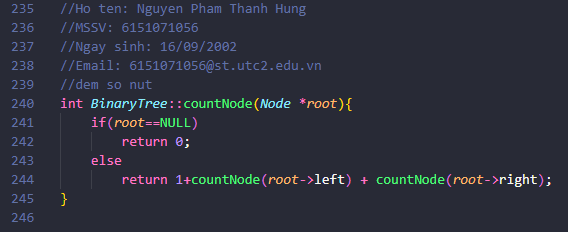 235 //Ho ten: Nguyen Pham Thanh Hung
236 //MSSV: 6151071056
237 //Ngay sinh: 16/09/2002
238 //Email: 6151071056@st.utc2.edu.vn
239 //dem so nut
240 int BinaryTree::countNode(Node *root){
241     if(root==NULL)
242         return 0;
243     else
244         return 1+countNode(root->left) + countNode(root->right);
245 }
246